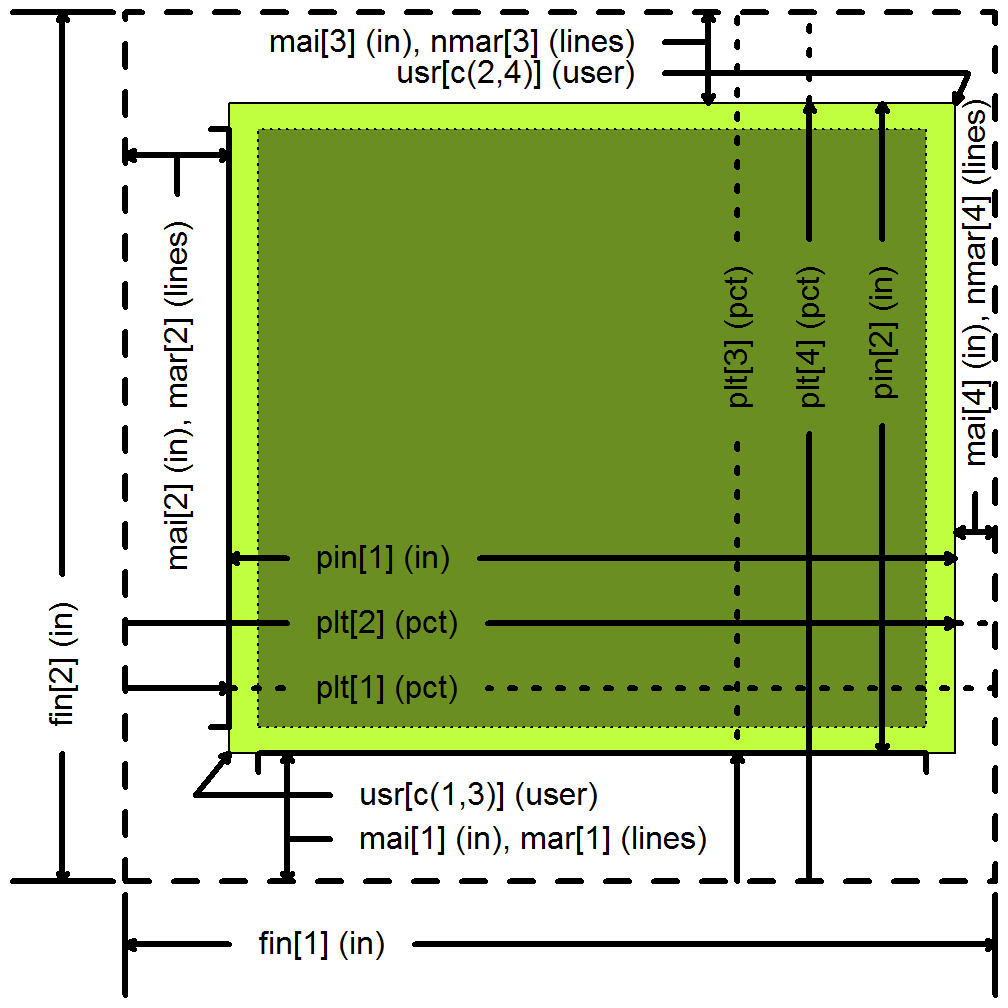 mai[3] (in), nmar[3] (lines)
usr[c(2,4)] (user)
mai[2] (in), mar[2] (lines)
mai[4] (in), nmar[4] (lines)
plt[3] (pct)
plt[4] (pct)
pin[2] (in)
pin[1] (in)
plt[2] (pct)
plt[1] (pct)
fin[2] (in)
usr[c(1,3)] (user)
mai[1] (in), mar[1] (lines)
fin[1] (in)